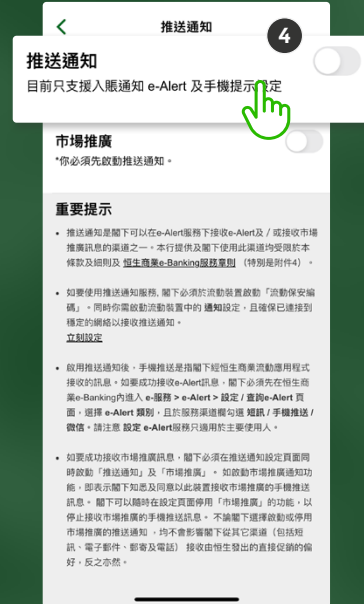 推送通知
4
推送通知
目前只支援入賬通知 e-Alert 及手機提示設定
市場推廣
*你必須先啟動推送通知。
重要提示
• 推送通知是閣下可以在e-Alert服務下接收e-Alert及 / 或接收市場
推廣訊息的渠道之一。本行提供及閣下使用此渠道均受限於本
條款及細則及 恒生商業e-Banking服務章則 （特別是附件4）。
• 如要使用推送通知服務, 閣下必須於流動裝置啟動「流動保安編
碼」。同時你需啟動流動裝置中的 通知設定，且確保已連接到
穩定的網絡以接收推送通知。
立刻設定
• 啟用推送通知後，手機推送是指閣下經恒生商業流動應用程式
接收的訊息。如要成功接收e-Alert訊息，閣下必須先在恒生商
業e-Banking內進入 e-服務 > e-Alert > 設定 / 查詢e-Alert 頁
面，選擇 e-Alert 類別，且於服務渠道欄勾選 短訊 / 手機推送 /
微信。請注意 設定 e-Alert服務只適用於主要使用人。
• 如要成功接收市場推廣訊息，閣下必須在推送通知設定頁面同
時啟動「推送通知」及「市場推廣」。 如啟動市場推廣通知功
能，即表示閣下知悉及同意以此裝置接收市場推廣的手機推送
訊息。 閣下可以隨時在設定頁面停用「市場推廣」的功能，以
停止接收市場推廣的手機推送訊息。 不論閣下選擇啟動或停用
市場推廣的推送通知 ，均不會影響閣下從其它渠道（包括短
訊、電子郵件、郵寄及電話） 接收由恒生發出的直接促銷的偏
好，反之亦然。